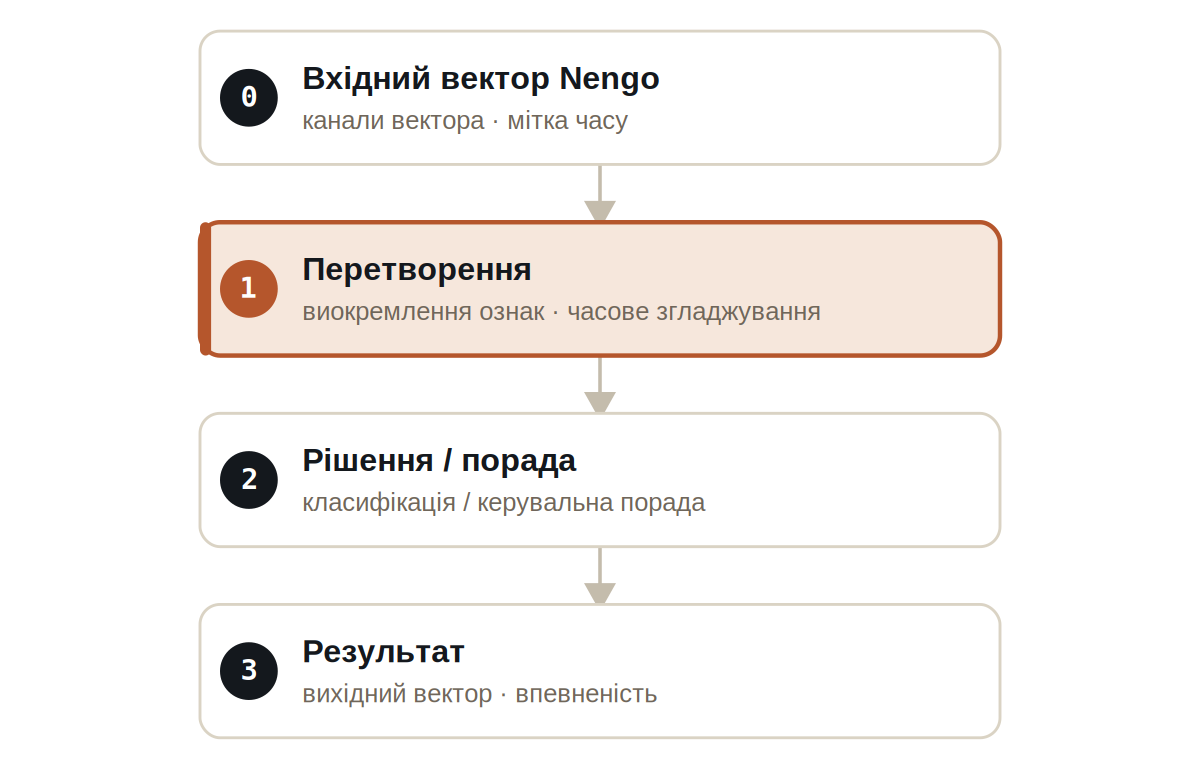 0
Вхідний вектор Nengo
канали вектора · мітка часу
1
Перетворення
виокремлення ознак · часове згладжування
2
Рішення / порада
класифікація / керувальна порада
3
Результат
вихідний вектор · впевненість